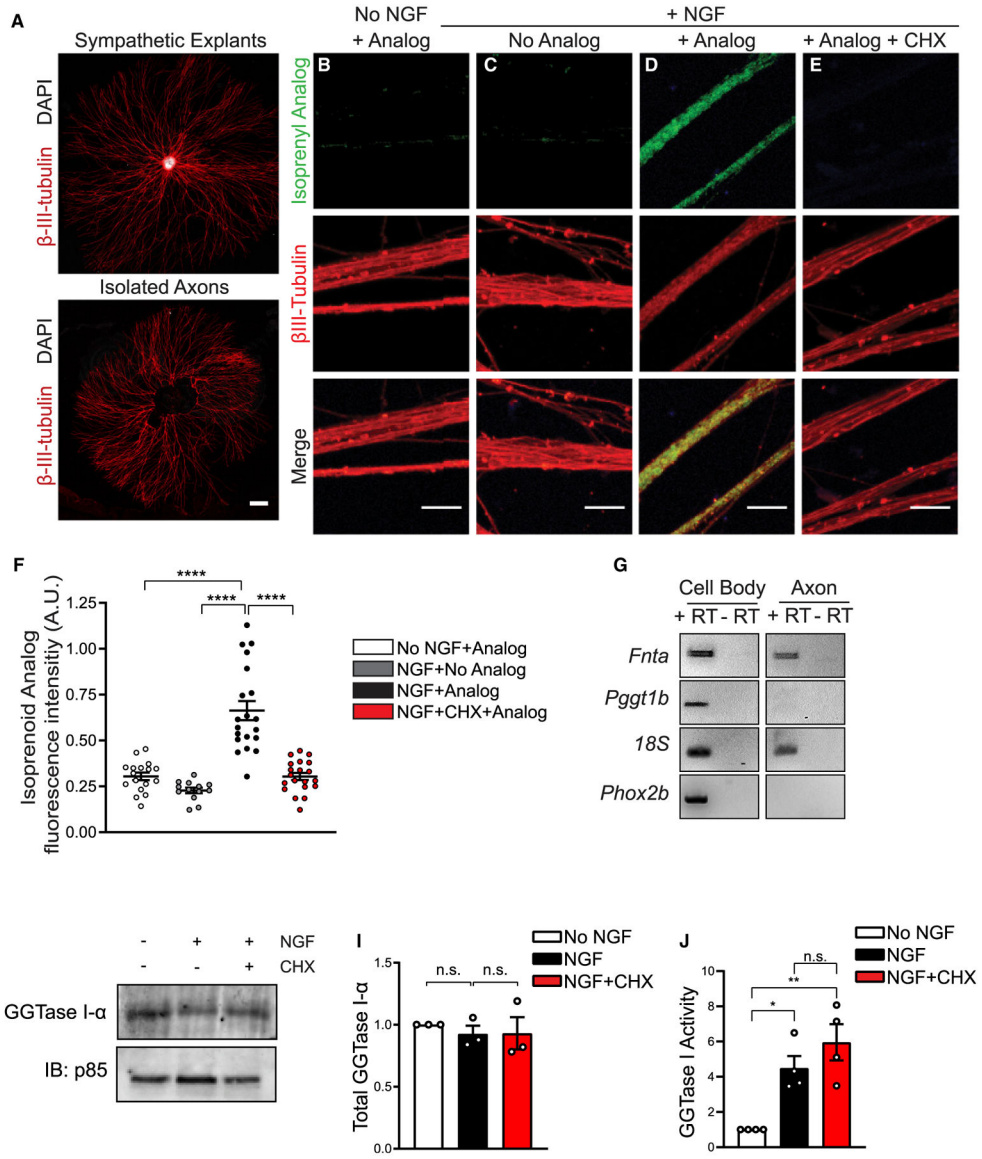 A
Sympathetic Explants
β-III-tubulin DAPI
Isolated Axons
β-III-tubulin DAPI
No NGF
+ NGF
+ Analog
No Analog
+ Analog
+ Analog + CHX
B
C
D
E
Isoprenyl Analog
βIII-Tubulin
Merge
F
Isoprenoid Analog
fluorescence intensitiy (A.U.)
1.25
1.00
0.75
0.50
0.25
0.00
****
****
****
No NGF+Analog
NGF+No Analog
NGF+Analog
NGF+CHX+Analog
G
Cell Body
Axon
+ RT - RT
+ RT - RT
Fnta
Pggt1b
18S
Phox2b
- + + NGF
- - + CHX
GGTase I-α
IB: p85
I
No NGF
NGF
NGF+CHX
Total GGTase I-α
1.5
1.0
0.5
0.0
n.s.
n.s.
J
No NGF
NGF
NGF+CHX
GGTase I Activity
10
8
6
4
2
0
n.s.
**
*